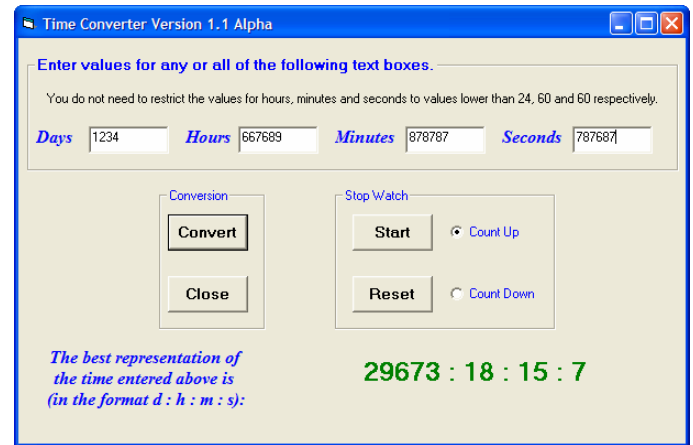 Time Converter Version 1.1 Alpha
Enter values for any or all of the following text boxes.
You do not need to restrict the values for hours, minutes and seconds to values lower than 24, 60 and 60 respectively.
Days 1234 Hours 667689 Minutes 878787 Seconds 787687
Conversion Stop Watch
Convert Start Count Up
Close Reset Count Down
The best representation of
the time entered above is
(in the format d : h : m : s):
29673 : 18 : 15 : 7